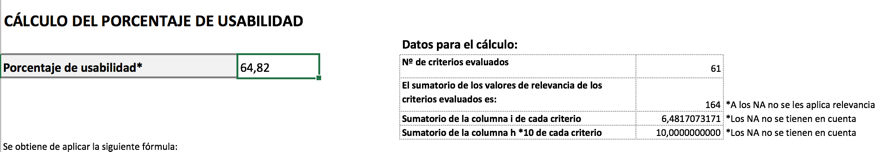 CÁLCULO DEL PORCENTAJE DE USABILIDAD
Porcentaje de usabilidad* 64,82
Datos para el cálculo:
Nº de criterios evaluados 61
El sumatorio de los valores de relevancia de los
criterios evaluados es: 164 *A los NA no se les aplica relevancia
Sumatorio de la columna i de cada criterio 6,4817073171 *Los NA no se tienen en cuenta
Sumatorio de la columna h *10 de cada criterio 10,0000000000 *Los NA no se tienen en cuenta
Se obtiene de aplicar la siguiente fórmula: